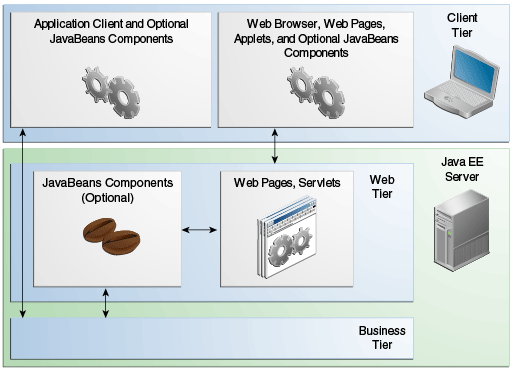 Application Client and Optional
JavaBeans Components
Web Browser, Web Pages,
Applets, and Optional JavaBeans
Components
Client
Tier
Java EE
Server
JavaBeans Components
(Optional)
Web Pages, Servlets
Web
Tier
Business
Tier